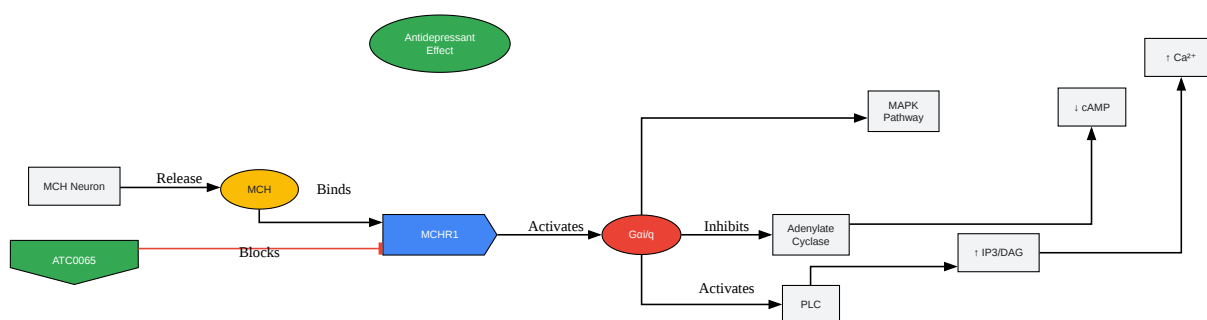 Antidepressant
Effect
↑ Ca²⁺
MAPK
Pathway
↓ cAMP
MCH Neuron
Release
MCH
Binds
MCHR1
Activates
Gαi/q
Inhibits
Adenylate
Cyclase
ATC0065
Blocks
↑ IP3/DAG
Activates
PLC